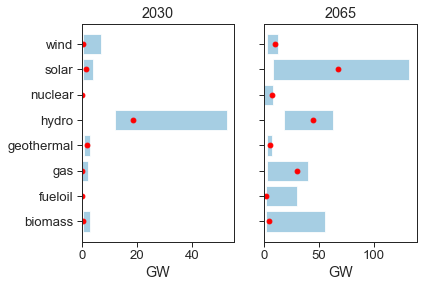 2030 2065
wind
solar
nuclear
hydro
geothermal
gas
fueloil
biomass
0 20 40 0 50 100
GW GW